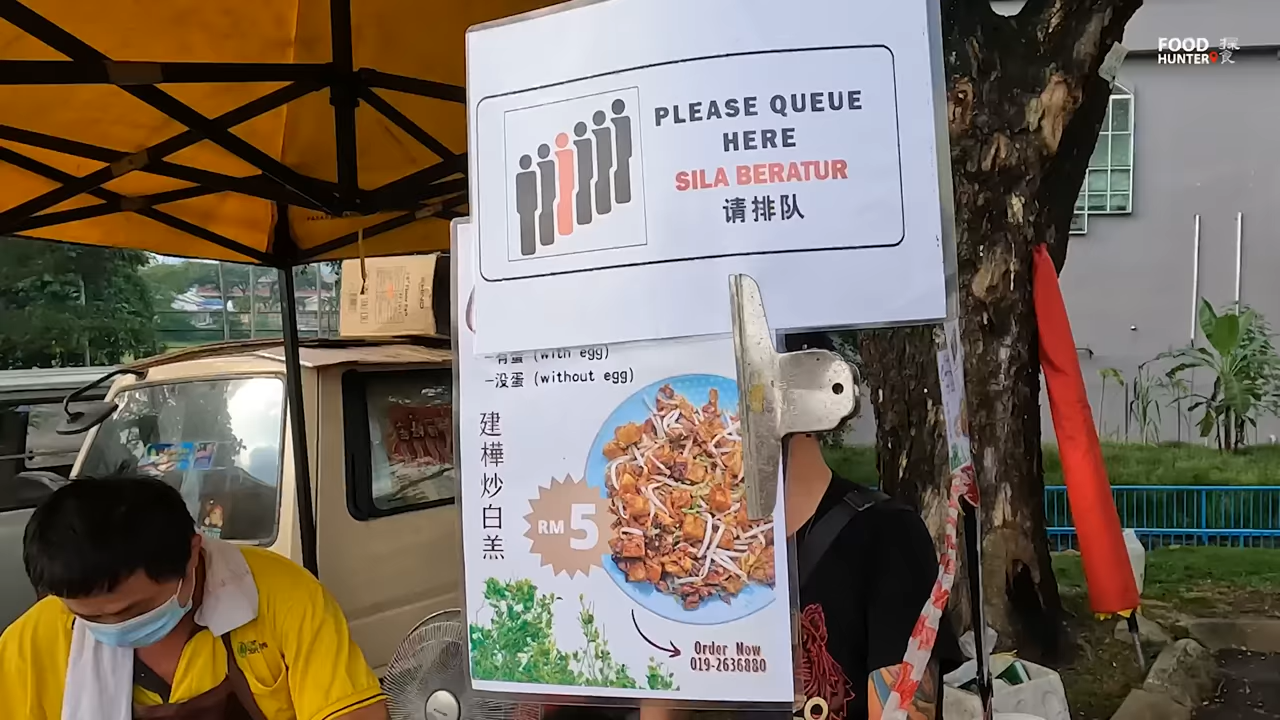 FOOD 探
HUNTER 食
PLEASE QUEUE
HERE
SILA BERATUR
请排队
-有蛋 (with egg)
-没蛋 (without egg)
建樺炒白羔
RM 5
Order Now
019-2636880